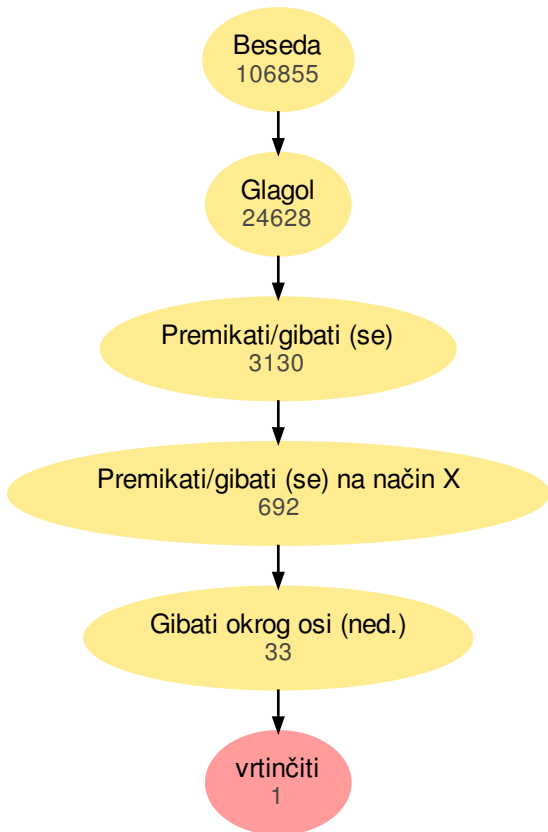 Beseda
106855
Glagol
24628
Premikati/gibati (se)
3130
Premikati/gibati (se) na način X
692
Gibati okrog osi (ned.)
33
vrtinčiti
1